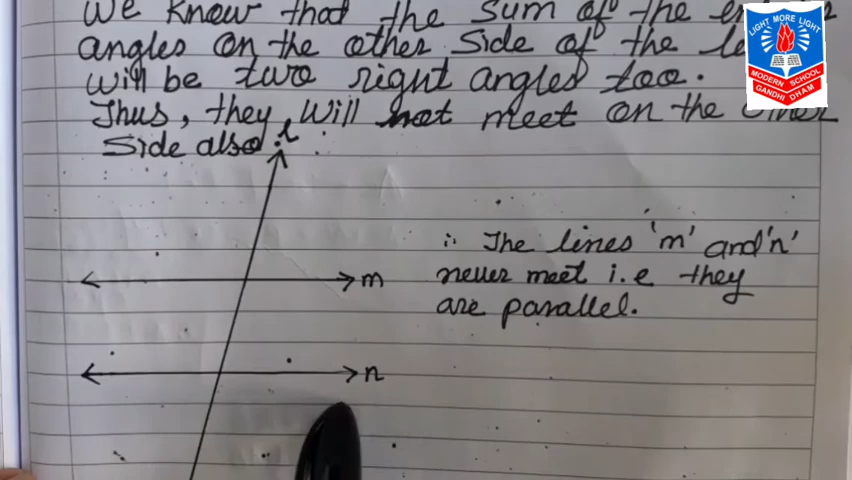 We know that the sum of the
angles on the other side of the
will be two right angles too.
Thus, they will not meet on the other
side also.
l
∴ The lines 'm' and 'n'
never meet i.e they
are parallel.
m
n
LIGHT MORE LIGHT
MODERN SCHOOL
GANDHI DHAM